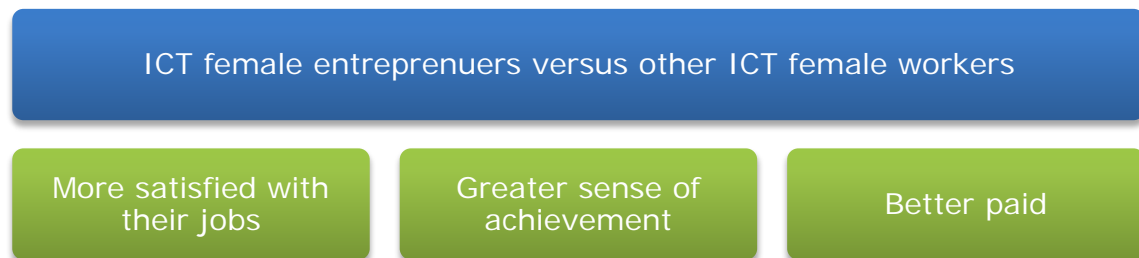 ICT female entreprenuers versus other ICT female workers
More satisfied with
their jobs
Greater sense of
achievement
Better paid